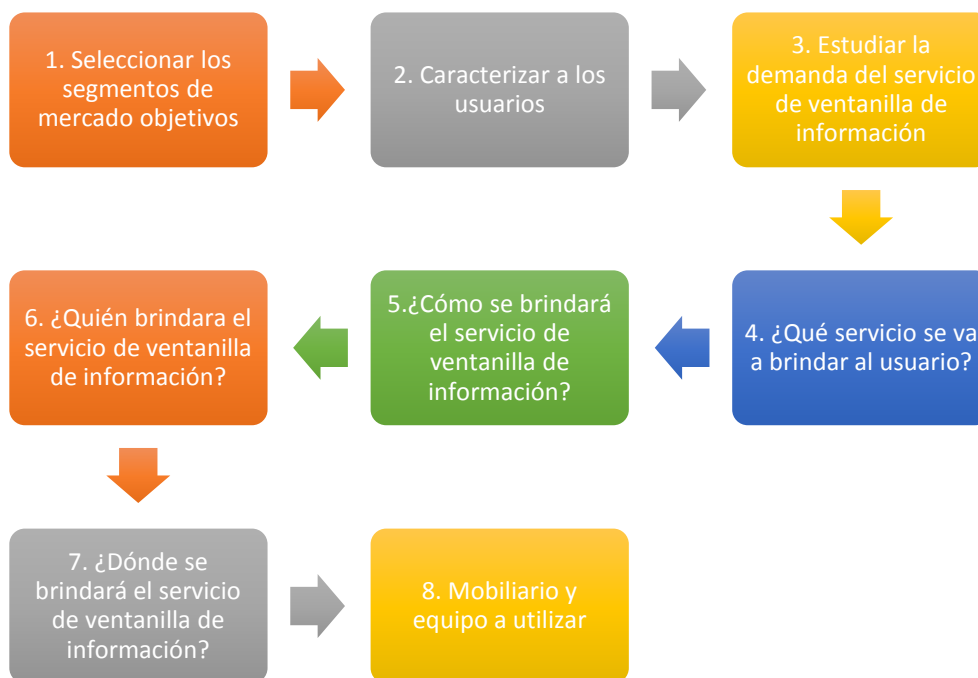 1. Seleccionar los
segmentos de
mercado objetivos
2. Caracterizar a los
usuarios
3. Estudiar la
demanda del servicio
de ventanilla de
información
4. ¿Qué servicio se va
a brindar al usuario?
5.¿Cómo se brindará
el servicio de
ventanilla de
información?
6. ¿Quién brindara el
servicio de ventanilla
de información?
7. ¿Dónde se
brindará el servicio
de ventanilla de
información?
8. Mobiliario y
equipo a utilizar